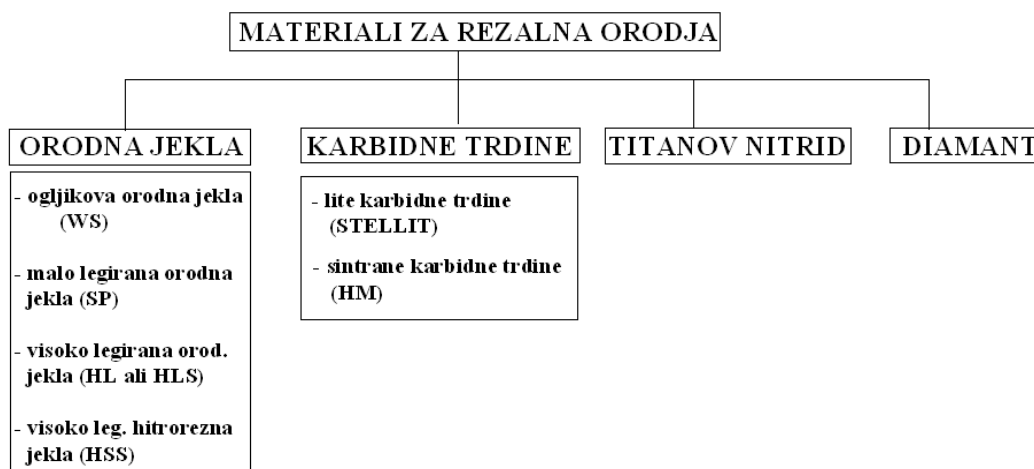 MATERIALI ZA REZALNA ORODJA
ORODNA JEKLA
- ogljikova orodna jekla
(WS)
- malo legirana orodna
jekla (SP)
- visoko legirana orod.
jekla (HL ali HLS)
- visoko leg. hitrorezna
jekla (HSS)
KARBIDNE TRDINE
- lite karbidne trdine
(STELLIT)
- sintrane karbidne trdine
(HM)
TITANOV NITRID
DIAMANT